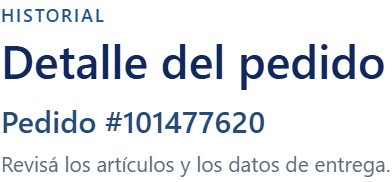 HISTORIAL
Detalle del pedido
Pedido #101477620
Revisá los artículos y los datos de entrega.